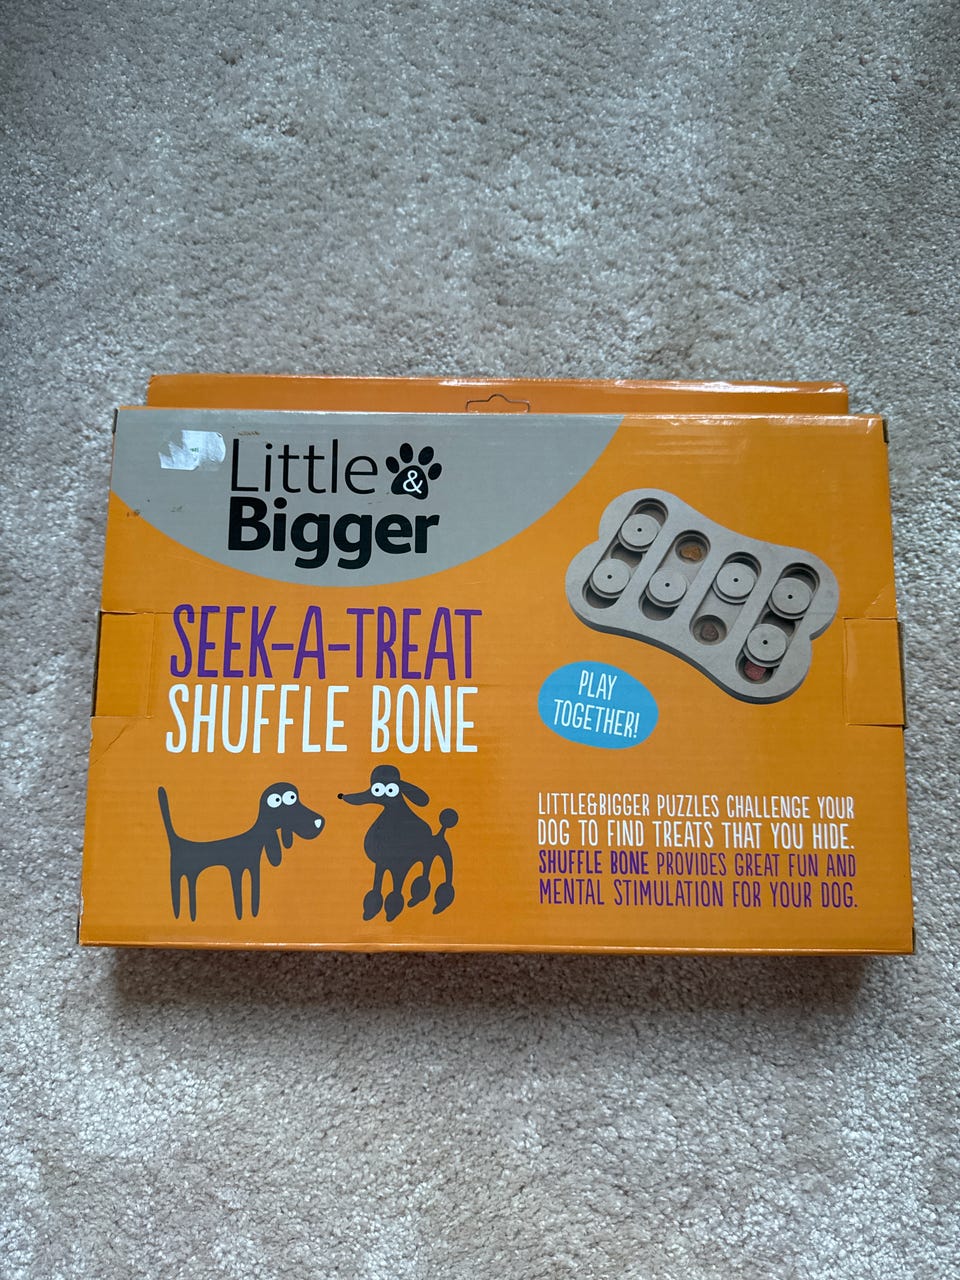 Little &
Bigger
SEEK-A-TREAT
SHUFFLE BONE
PLAY
TOGETHER!
LITTLE&BIGGER PUZZLES CHALLENGE YOUR
DOG TO FIND TREATS THAT YOU HIDE.
SHUFFLE BONE PROVIDES GREAT FUN AND
MENTAL STIMULATION FOR YOUR DOG.